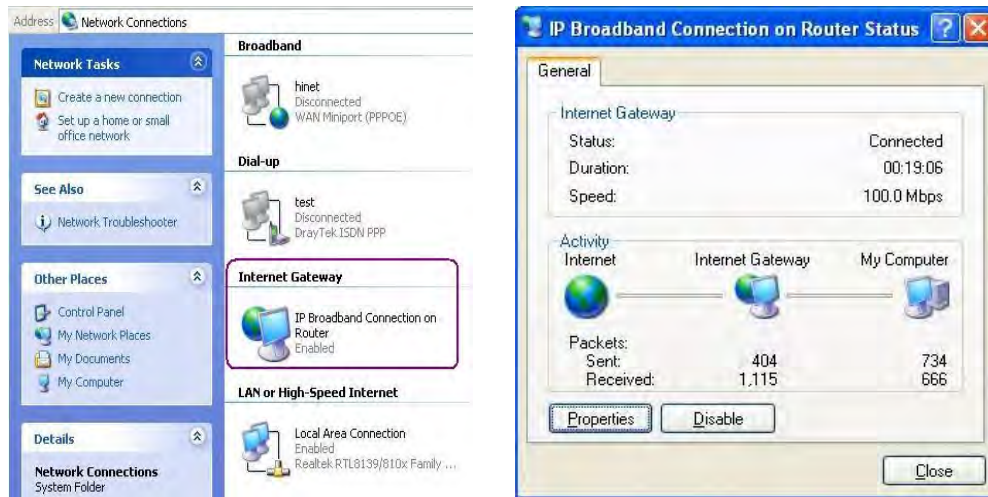 Address Network Connections
Network Tasks
Create a new connection
Set up a home or small
office network
See Also
Network Troubleshooter
Other Places
Control Panel
My Network Places
My Documents
My Computer
Details
Network Connections
System Folder
Broadband
hinet
Disconnected
WAN Miniport (PPPOE)
Dial-up
test
Disconnected
DrayTek ISDN PPP
Internet Gateway
IP Broadband Connection on
Router
Enabled
LAN or High-Speed Internet
Local Area Connection
Enabled
Realtek RTL8139/810x Family ...
IP Broadband Connection on Router Status
General
Internet Gateway
Status: Connected
Duration: 00:19:06
Speed: 100.0 Mbps
Activity
Internet Internet Gateway My Computer
Packets:
Sent: 404 734
Received: 1,115 666
Properties Disable
Close